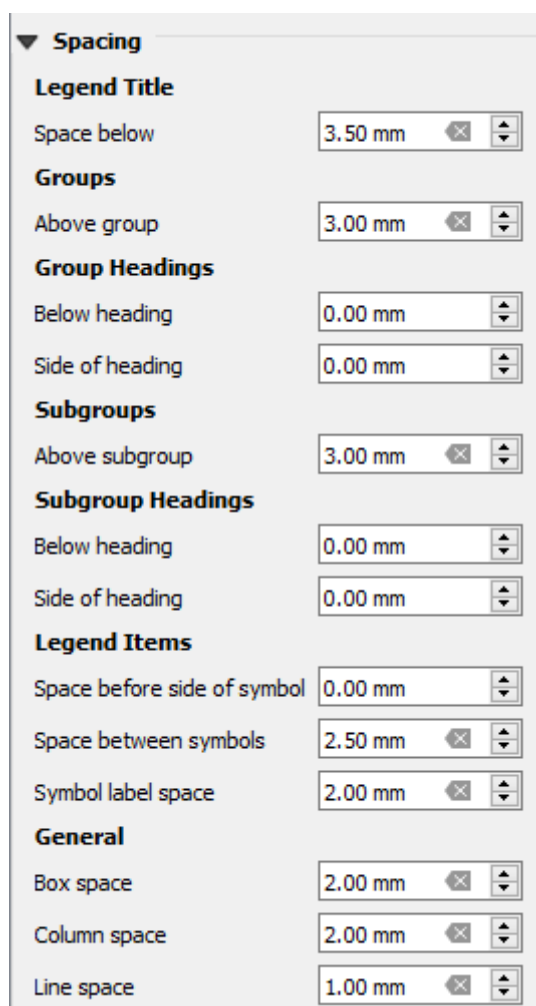 Spacing
Legend Title
Space below 3.50 mm
Groups
Above group 3.00 mm
Group Headings
Below heading 0.00 mm
Side of heading 0.00 mm
Subgroups
Above subgroup 3.00 mm
Subgroup Headings
Below heading 0.00 mm
Side of heading 0.00 mm
Legend Items
Space before side of symbol 0.00 mm
Space between symbols 2.50 mm
Symbol label space 2.00 mm
General
Box space 2.00 mm
Column space 2.00 mm
Line space 1.00 mm